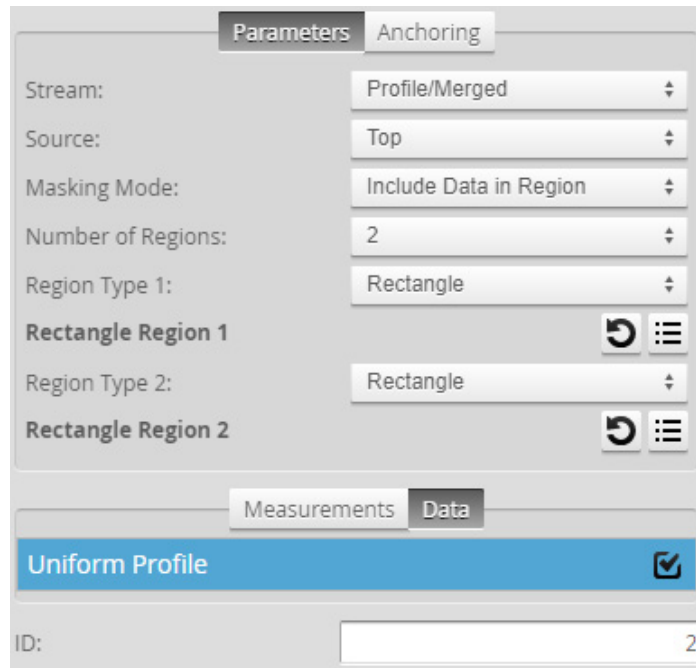 Parameters Anchoring
Stream: Profile/Merged
Source: Top
Masking Mode: Include Data in Region
Number of Regions: 2
Region Type 1: Rectangle
Rectangle Region 1
Region Type 2: Rectangle
Rectangle Region 2
Measurements Data
Uniform Profile
ID: 2